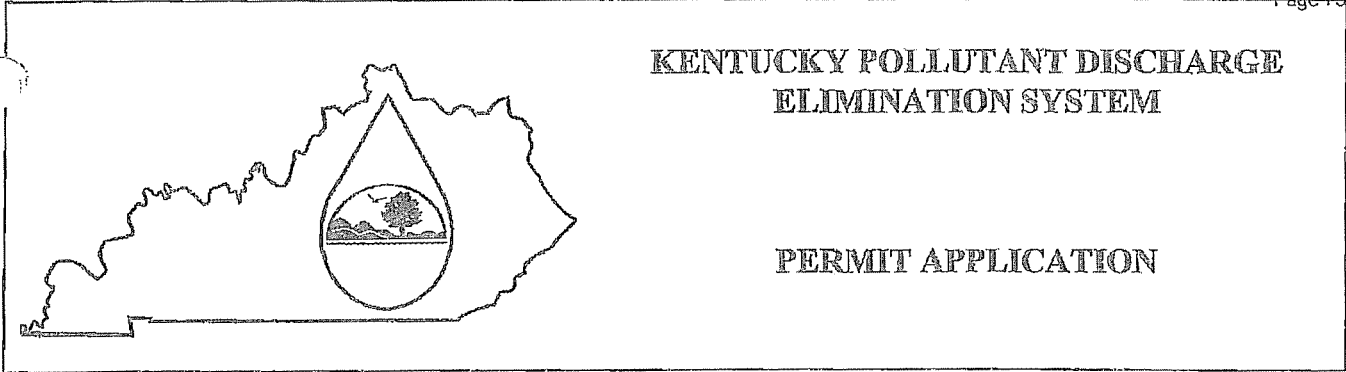 KENTUCKY POLLUTANT DISCHARGE
ELIMINATION SYSTEM
PERMIT APPLICATION